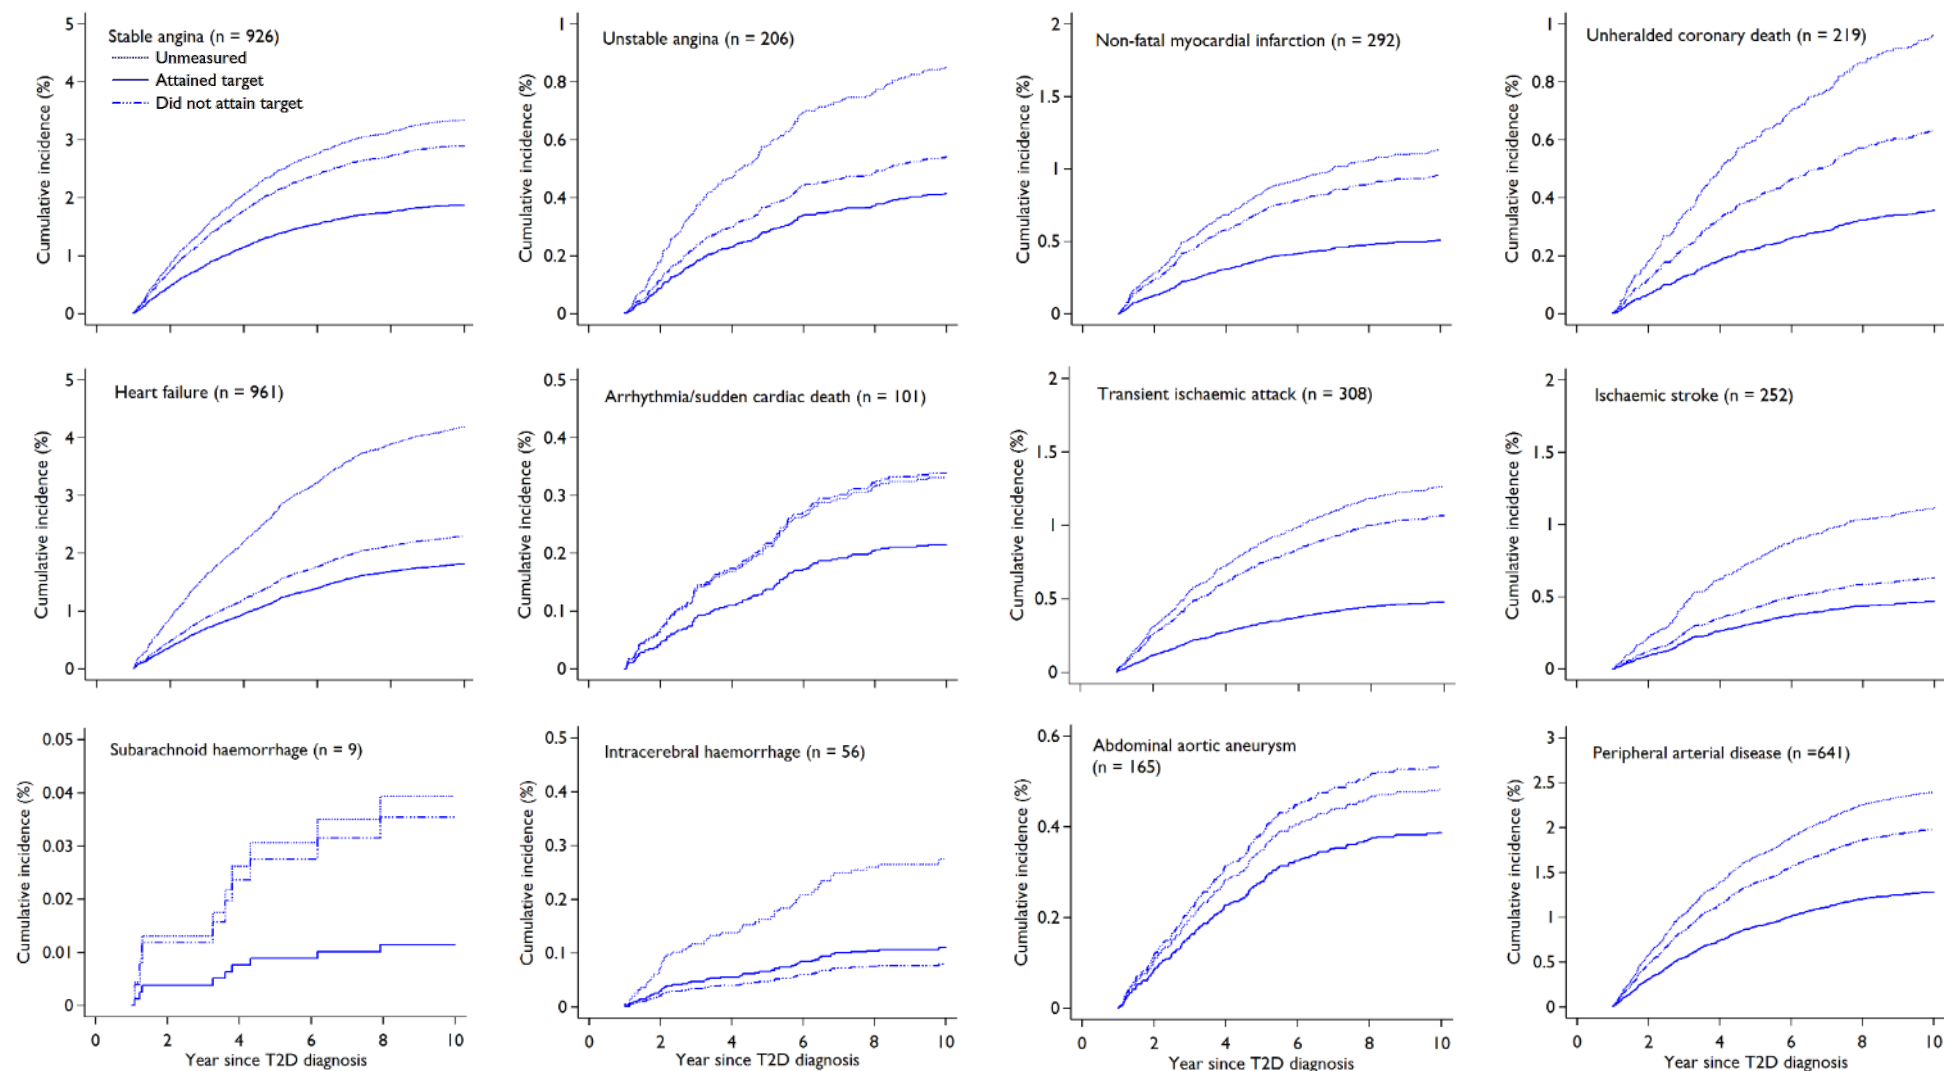 Cumulative incidence (%)
5
4
3
2
1
0
Stable angina (n = 926)
Unmeasured
Attained target
Did not attain target
Cumulative incidence (%)
1
0.8
0.6
0.4
0.2
0
Unstable angina (n = 206)
Cumulative incidence (%)
2
1.5
1
0.5
0
Non-fatal myocardial infarction (n = 292)
Cumulative incidence (%)
1
0.8
0.6
0.4
0.2
0
Unheralded coronary death (n = 219)
Cumulative incidence (%)
5
4
3
2
1
0
Heart failure (n = 961)
Cumulative incidence (%)
0.5
0.4
0.3
0.2
0.1
0
Arrhythmia/sudden cardiac death (n = 101)
Cumulative incidence (%)
2
1.5
1
0.5
0
Transient ischaemic attack (n = 308)
Cumulative incidence (%)
2
1.5
1
0.5
0
Ischaemic stroke (n = 252)
Cumulative incidence (%)
0.05
0.04
0.03
0.02
0.01
0
Subarachnoid haemorrhage (n = 9)
0 2 4 6 8 10
Year since T2D diagnosis
Cumulative incidence (%)
0.5
0.4
0.3
0.2
0.1
0
Intracerebral haemorrhage (n = 56)
0 2 4 6 8 10
Year since T2D diagnosis
Cumulative incidence (%)
0.6
0.4
0.2
0
Abdominal aortic aneurysm
(n = 165)
0 2 4 6 8 10
Year since T2D diagnosis
Cumulative incidence (%)
3
2.5
2
1.5
1
0.5
0
Peripheral arterial disease (n =641)
0 2 4 6 8 10
Year since T2D diagnosis